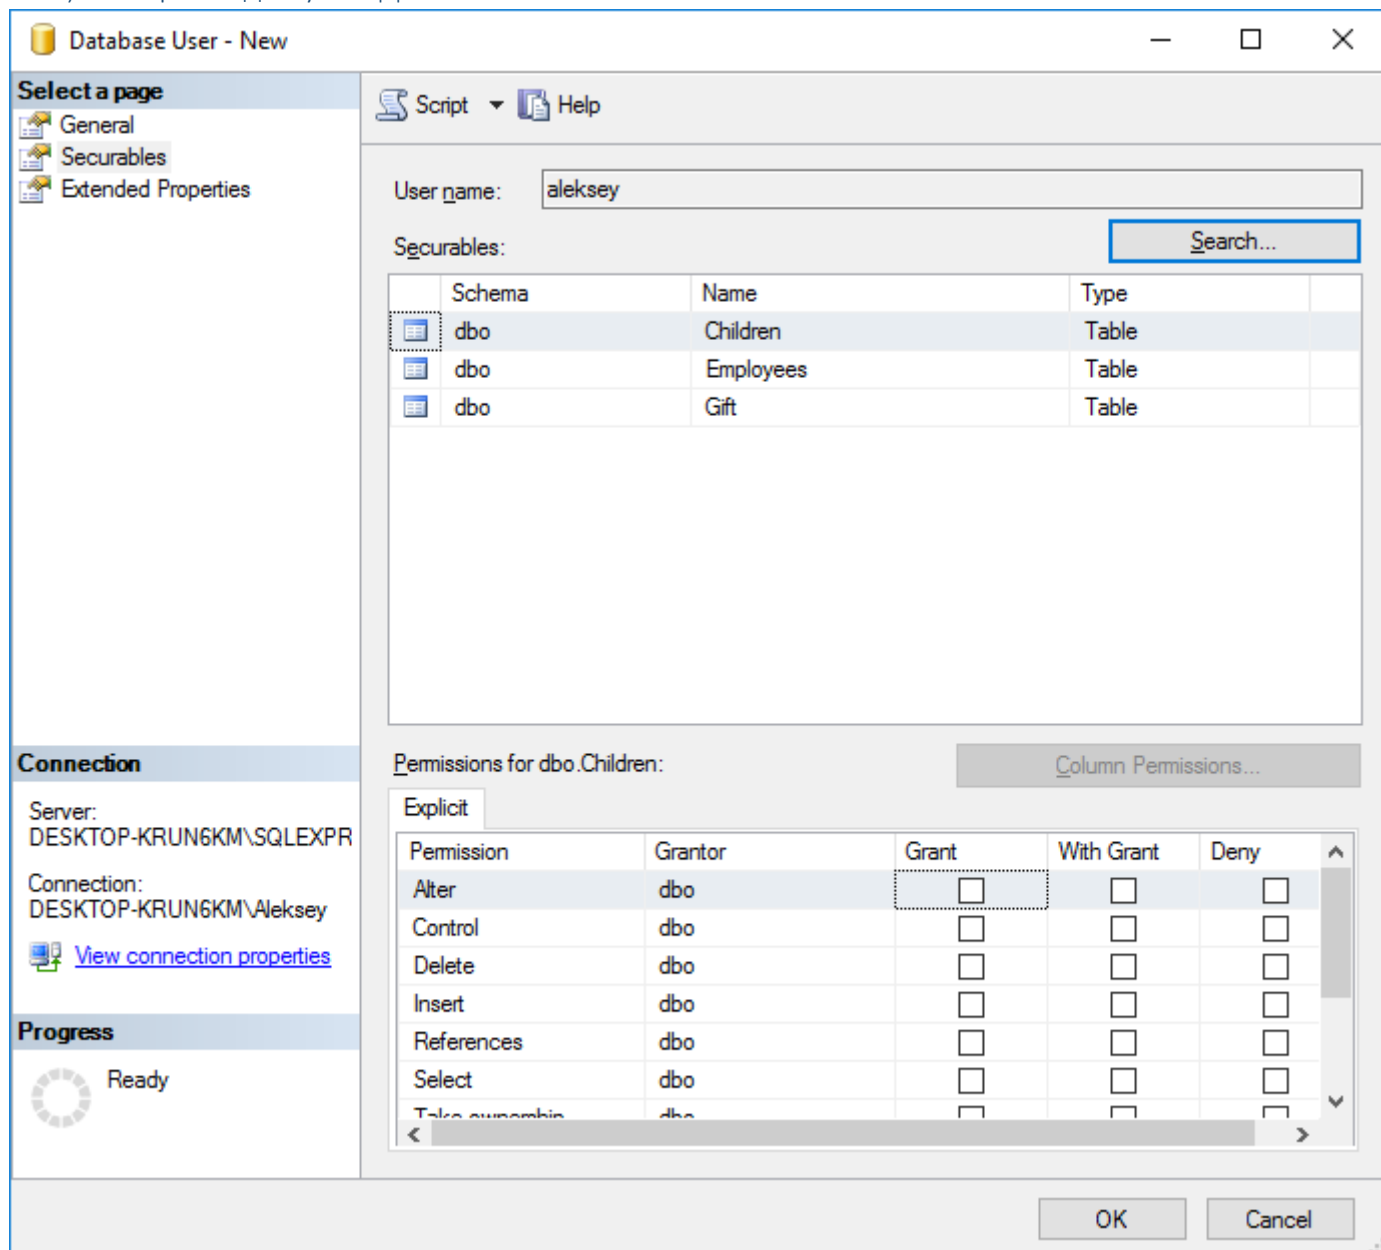 Database User - New
Select a page
General
Securables
Extended Properties
Script Help
User name: aleksey
Securables: Search...
Schema Name Type
dbo Children Table
dbo Employees Table
dbo Gift Table
Connection
Server:
DESKTOP-KRUN6KM\SQLEXPR
Connection:
DESKTOP-KRUN6KM\Aleksey
View connection properties
Progress
Ready
Permissions for dbo.Children: Column Permissions...
Explicit
Permission Grantor Grant With Grant Deny
Alter dbo
Control dbo
Delete dbo
Insert dbo
References dbo
Select dbo
Take ownership dbo
OK Cancel